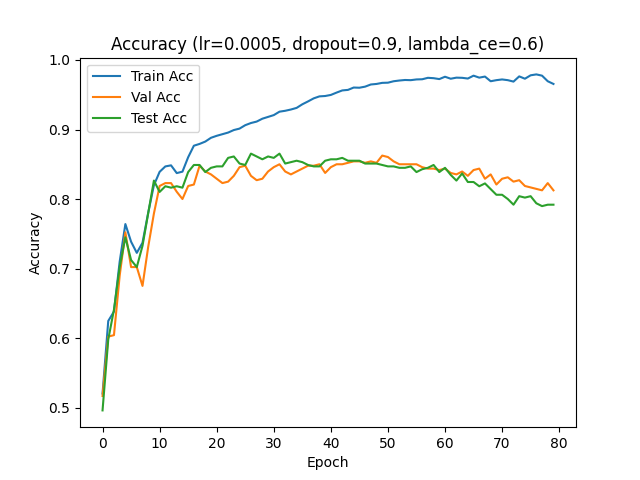 Accuracy (lr=0.0005, dropout=0.9, lambda_ce=0.6)
Train Acc
Val Acc
Test Acc
1.0
0.9
0.8
0.7
0.6
0.5
Accuracy
0 10 20 30 40 50 60 70 80
Epoch